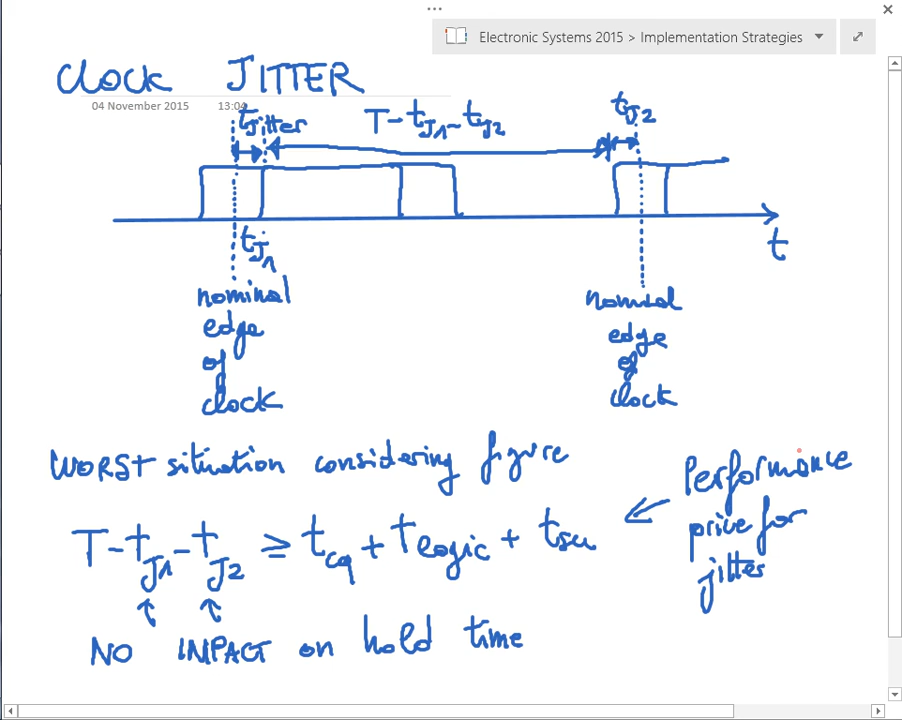 Electronic Systems 2015 > Implementation Strategies
Clock JITTER
04 November 2015 13:04
tJitter
T - tJ1 - tJ2
tJ2
tJ1
t
nominal
edge
of
clock
nominal
edge
of
clock
WORST situation considering figure
T - tJ1 - tJ2 ≥ tcq + tlogic + tsu
Performance
price for
jitter
NO IMPACT on hold time